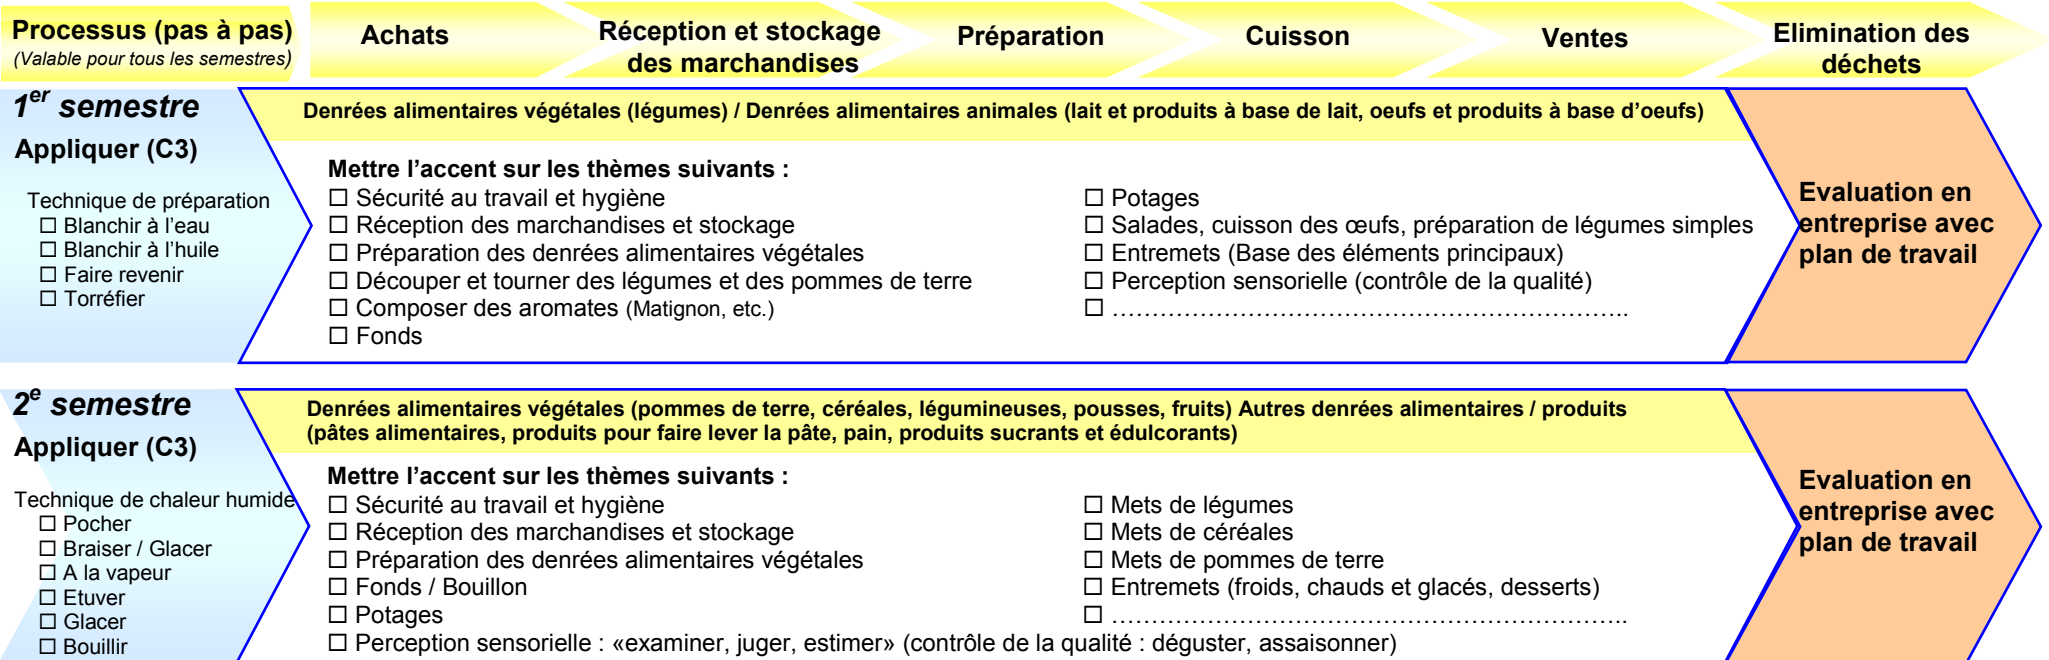 Processus (pas à pas)
(Valable pour tous les semestres)
Achats
Réception et stockage
des marchandises
Préparation
Cuisson
Ventes
Elimination des
déchets
1er semestre
Appliquer (C3)
Technique de préparation
☐ Blanchir à l’eau
☐ Blanchir à l’huile
☐ Faire revenir
☐ Torréfier
Denrées alimentaires végétales (légumes) / Denrées alimentaires animales (lait et produits à base de lait, oeufs et produits à base d’oeufs)
Mettre l’accent sur les thèmes suivants :
☐ Sécurité au travail et hygiène
☐ Réception des marchandises et stockage
☐ Préparation des denrées alimentaires végétales
☐ Découper et tourner des légumes et des pommes de terre
☐ Composer des aromates (Matignon, etc.)
☐ Fonds
☐ Potages
☐ Salades, cuisson des œufs, préparation de légumes simples
☐ Entremets (Base des éléments principaux)
☐ Perception sensorielle (contrôle de la qualité)
☐ ………………………………………………………..
Evaluation en
entreprise avec
plan de travail
2e semestre
Appliquer (C3)
Technique de chaleur humide
☐ Pocher
☐ Braiser / Glacer
☐ A la vapeur
☐ Etuver
☐ Glacer
☐ Bouillir
Denrées alimentaires végétales (pommes de terre, céréales, légumineuses, pousses, fruits) Autres denrées alimentaires / produits
(pâtes alimentaires, produits pour faire lever la pâte, pain, produits sucrants et édulcorants)
Mettre l’accent sur les thèmes suivants :
☐ Sécurité au travail et hygiène
☐ Réception des marchandises et stockage
☐ Préparation des denrées alimentaires végétales
☐ Fonds / Bouillon
☐ Potages
☐ Perception sensorielle : «examiner, juger, estimer» (contrôle de la qualité : déguster, assaisonner)
☐ Mets de légumes
☐ Mets de céréales
☐ Mets de pommes de terre
☐ Entremets (froids, chauds et glacés, desserts)
☐ ………………………………………………………..
Evaluation en
entreprise avec
plan de travail